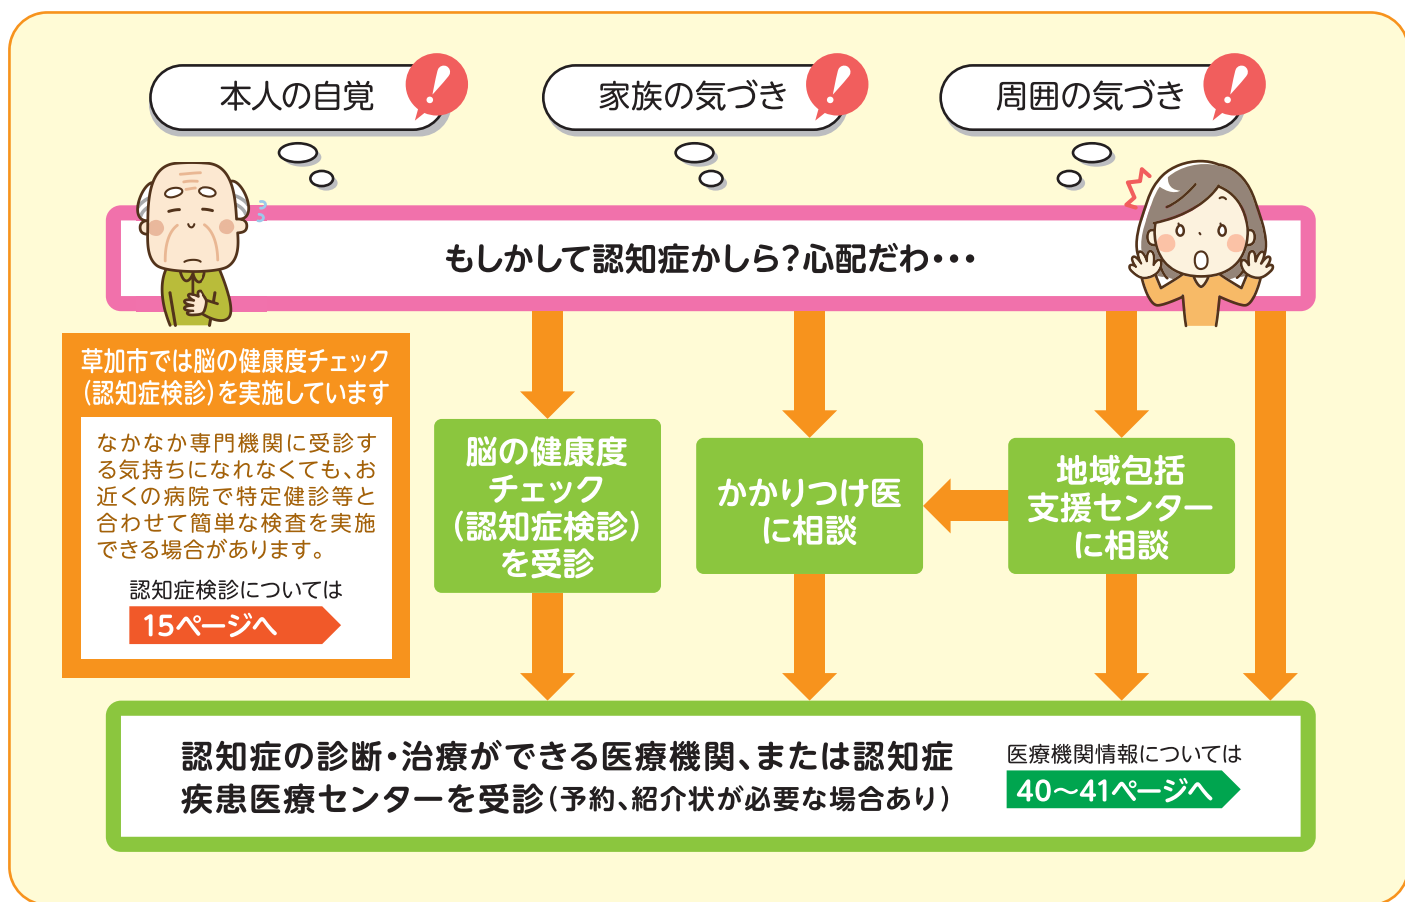 本人の自覚
家族の気づき
周囲の気づき
もしかして認知症かしら?心配だわ・・・
草加市では脳の健康度チェック
(認知症検診)を実施しています
なかなか専門機関に受診す
る気持ちになれなくても、お
近くの病院で特定健診等と
合わせて簡単な検査を実施
できる場合があります。
認知症検診については
15ページへ
脳の健康度
チェック
(認知症検診)
を受診
かかりつけ医
に相談
地域包括
支援センター
に相談
認知症の診断・治療ができる医療機関、または認知症
疾患医療センターを受診(予約、紹介状が必要な場合あり)
医療機関情報については
40〜41ページへ